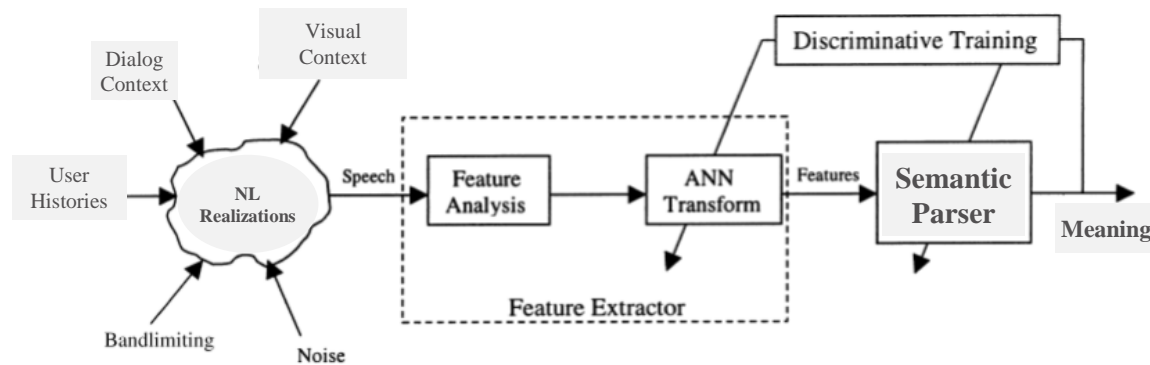 Visual
Context
Dialog
Context
User
Histories
NL
Realizations
Bandlimiting
Noise
Speech
Feature
Analysis
ANN
Transform
Feature Extractor
Features
Discriminative Training
Semantic
Parser
Meaning